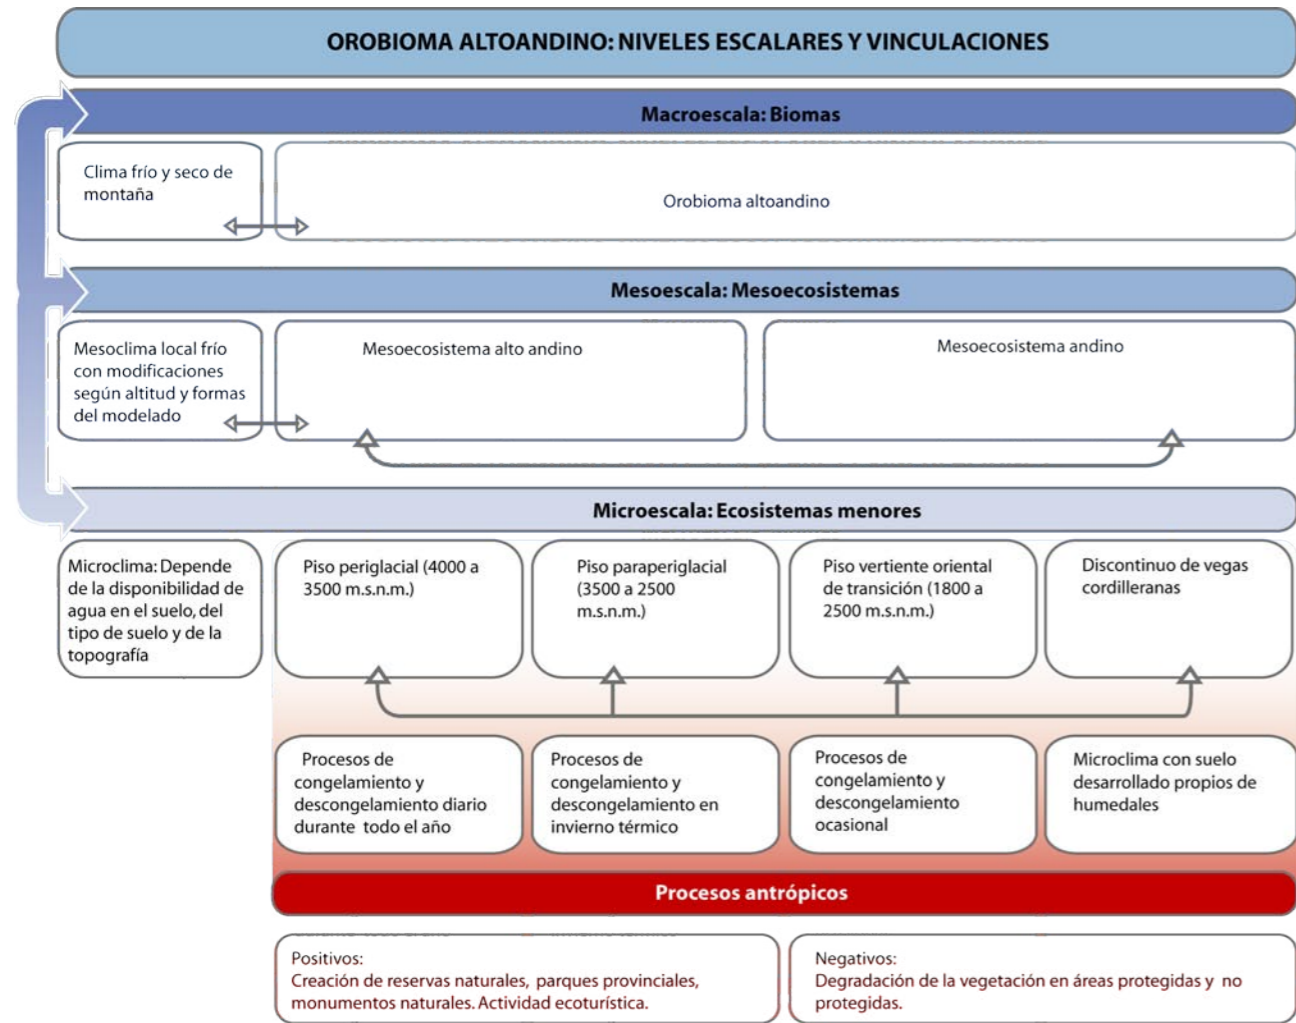 OROBIOMA ALTOANDINO: NIVELES ESCALARES Y VINCULACIONES
Macroescala: Biomas
Clima frío y seco de
montaña
Orobioma altoandino
Mesoescala: Mesoecosistemas
Mesoclima local frío
con modificaciones
según altitud y formas
del modelado
Mesoecosistema alto andino
Mesoecosistema andino
Microescala: Ecosistemas menores
Microclima: Depende
de la disponibilidad de
agua en el suelo, del
tipo de suelo y de la
topografía
Piso periglacial (4000 a
3500 m.s.n.m.)
Piso paraperiglacial
(3500 a 2500
m.s.n.m.)
Piso vertiente oriental
de transición (1800 a
2500 m.s.n.m.)
Discontinuo de vegas
cordilleranas
Procesos de
congelamiento y
descongelamiento diario
durante todo el año
Procesos de
congelamiento y
descongelamiento en
invierno térmico
Procesos de
congelamiento y
descongelamiento
ocasional
Microclima con suelo
desarrollado propios de
humedales
Procesos antrópicos
Positivos:
Creación de reservas naturales, parques provinciales,
monumentos naturales. Actividad ecoturística.
Negativos:
Degradación de la vegetación en áreas protegidas y no
protegidas.